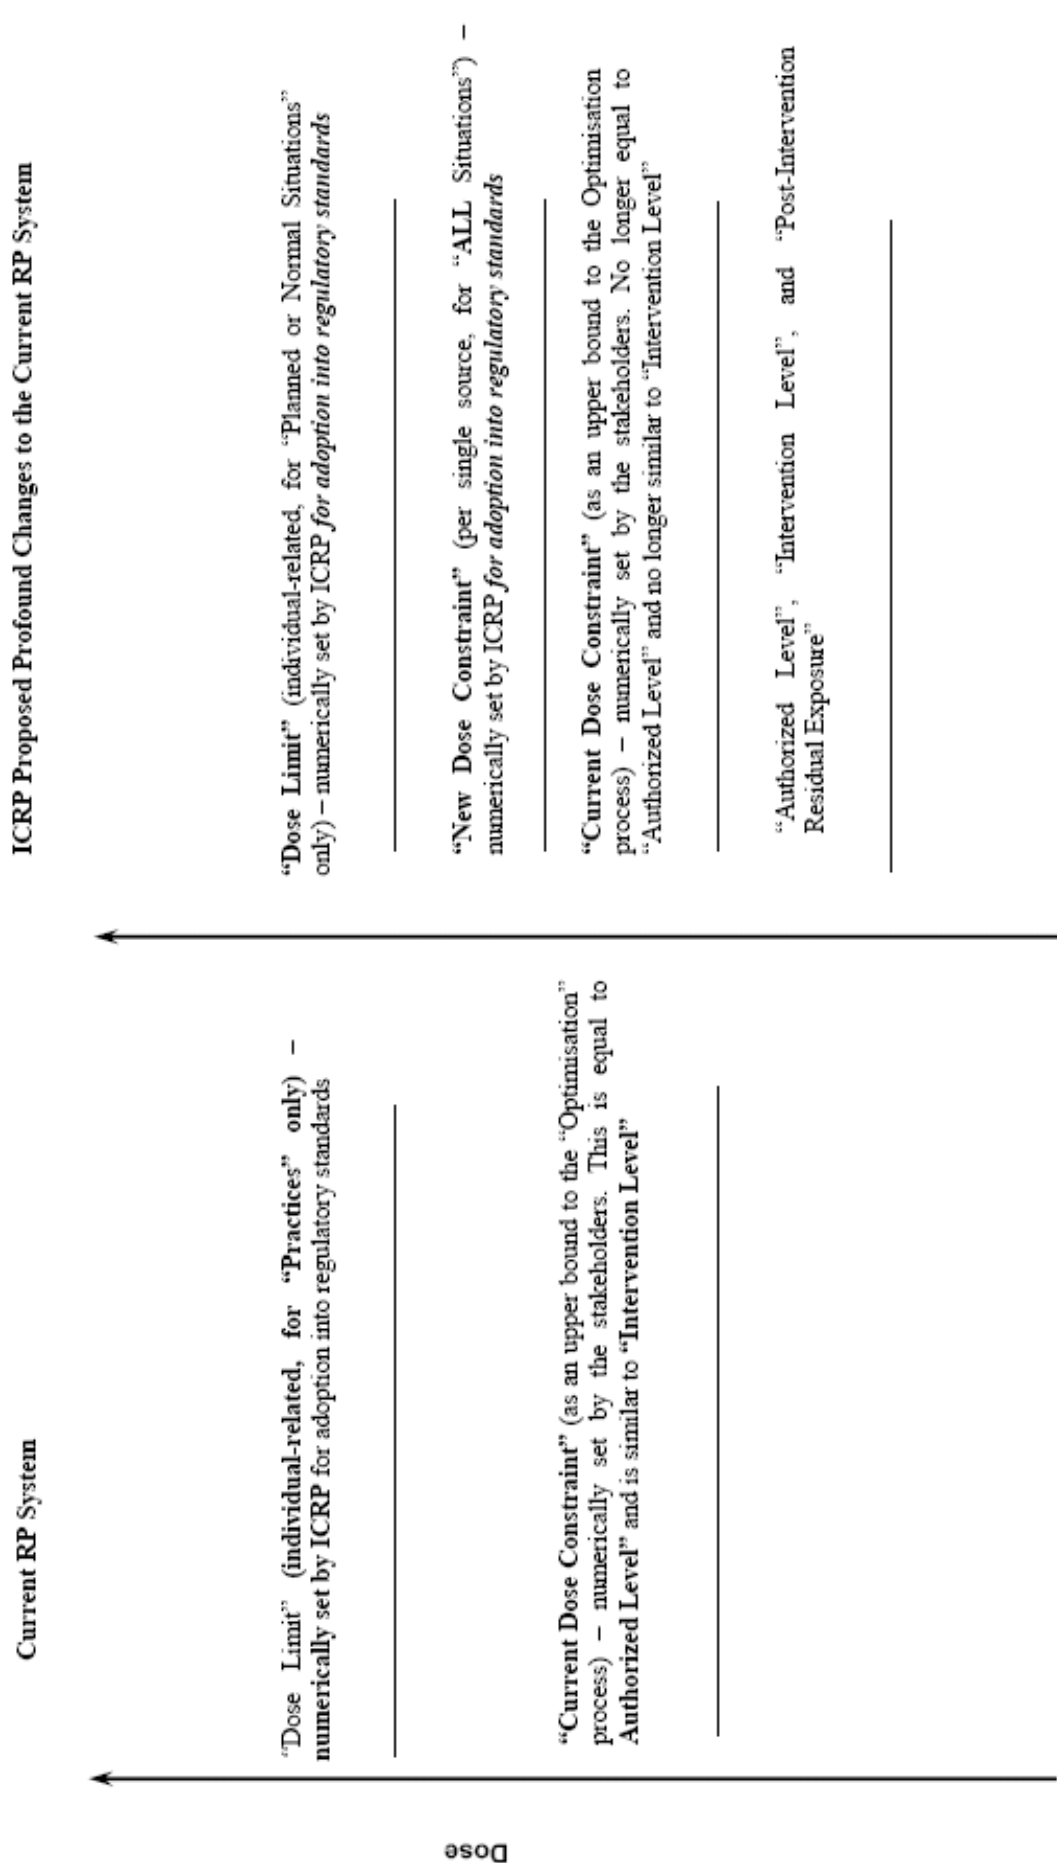 Current RP System
"Dose Limit" (individual-related, for "Practices" only) –
numerically set by ICRP for adoption into regulatory standards
"Current Dose Constraint" (as an upper bound to the "Optimisation"
process) – numerically set by the stakeholders. This is equal to
Authorized Level" and is similar to "Intervention Level"
Dose
ICRP Proposed Profound Changes to the Current RP System
"Dose Limit" (individual-related, for "Planned or Normal Situations"
only) – numerically set by ICRP for adoption into regulatory standards
"New Dose Constraint" (per single source, for "ALL Situations") –
numerically set by ICRP for adoption into regulatory standards
"Current Dose Constraint" (as an upper bound to the Optimisation
process) – numerically set by the stakeholders. No longer equal to
"Authorized Level" and no longer similar to "Intervention Level"
"Authorized Level", "Intervention Level", and "Post-Intervention
Residual Exposure"